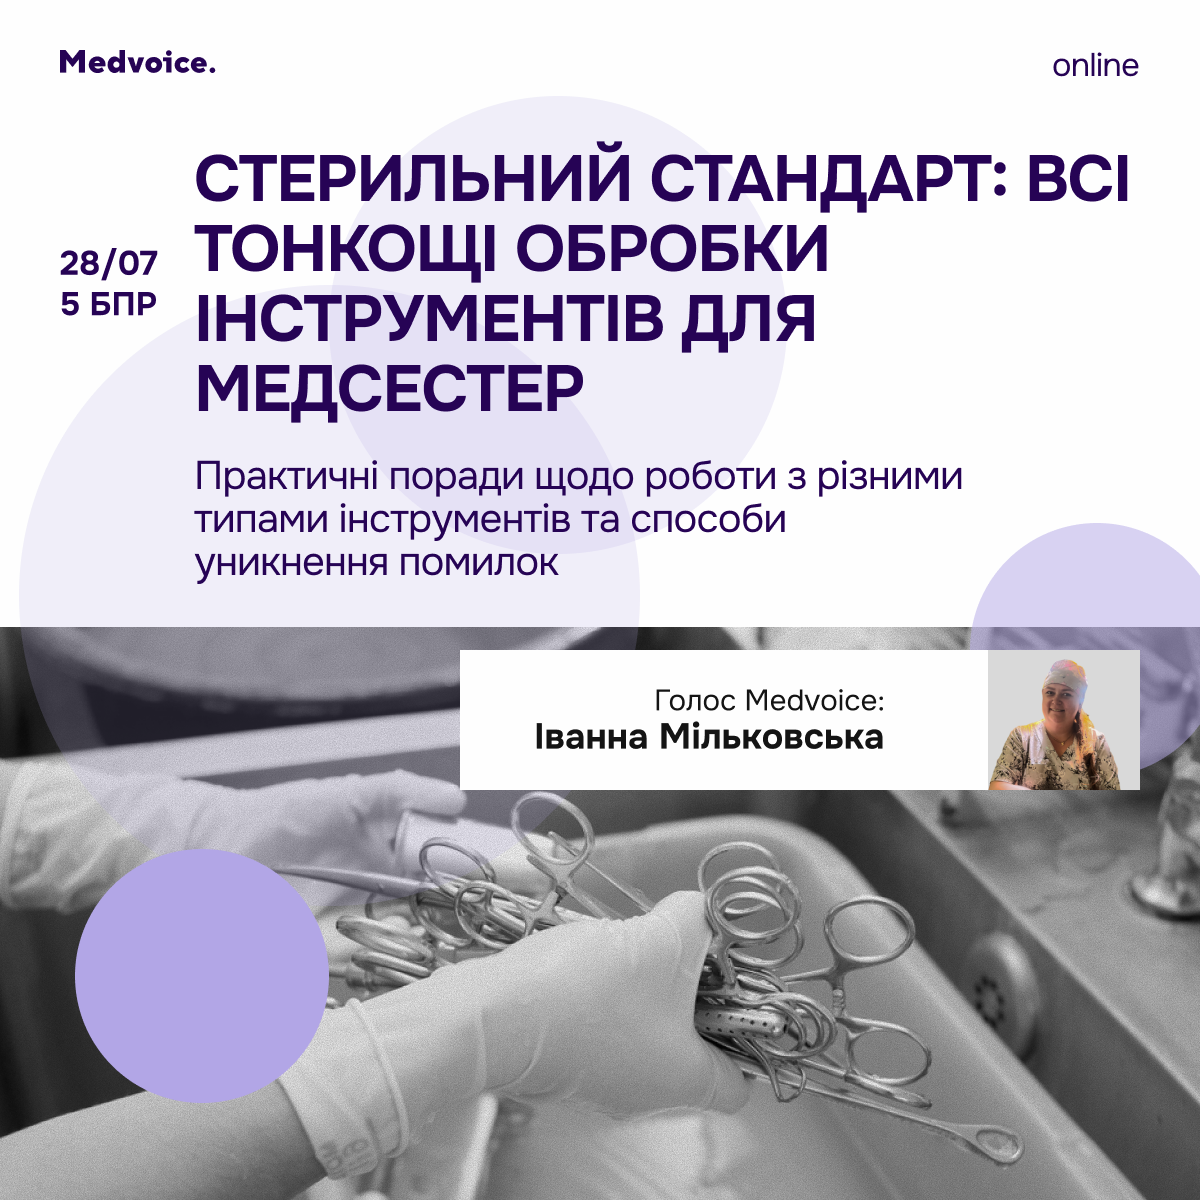 Medvoice.
online
28/07
5 БПР
СТЕРИЛЬНИЙ СТАНДАРТ: ВСІ
ТОНКОЩІ ОБРОБКИ
ІНСТРУМЕНТІВ ДЛЯ
МЕДСЕСТЕР
Практичні поради щодо роботи з різними
типами інструментів та способи
уникнення помилок
Голос Medvoice:
Іванна Мільковська